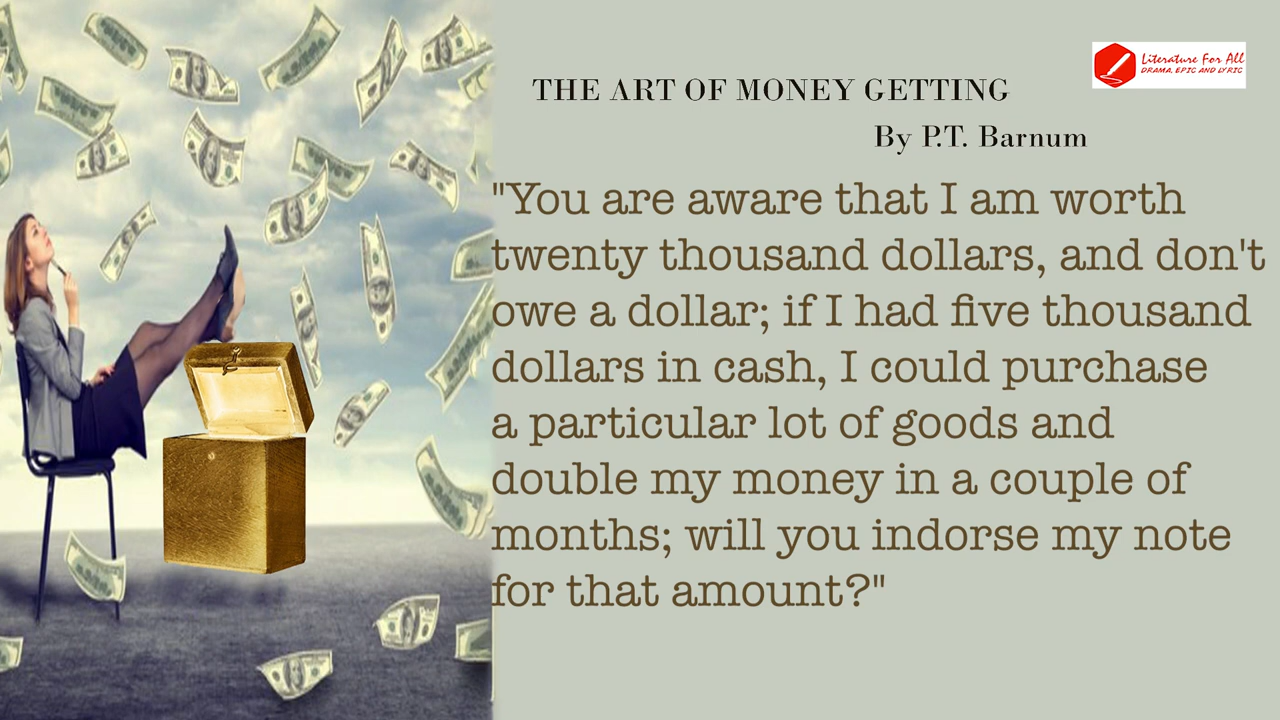 Literature For All
DRAMA, EPIC AND LYRIC
THE ART OF MONEY GETTING
By P.T. Barnum
"You are aware that I am worth
twenty thousand dollars, and don't
owe a dollar; if I had five thousand
dollars in cash, I could purchase
a particular lot of goods and
double my money in a couple of
months; will you indorse my note
for that amount?"